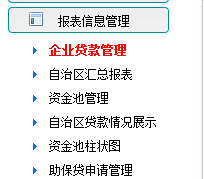 报表信息管理
企业贷款管理
自治区汇总报表
资金池管理
自治区贷款情况展示
资金池柱状图
助保贷申请管理